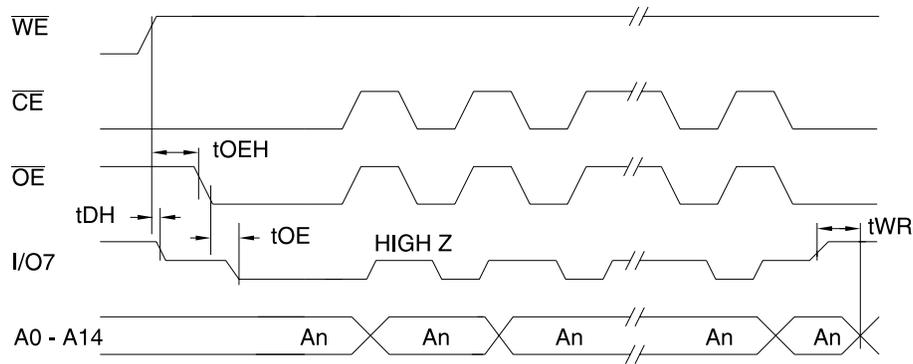 WE
CE
OE
tOEH
tDH
tOE
HIGH Z
tWR
I/O7
A0 - A14 An An An An An